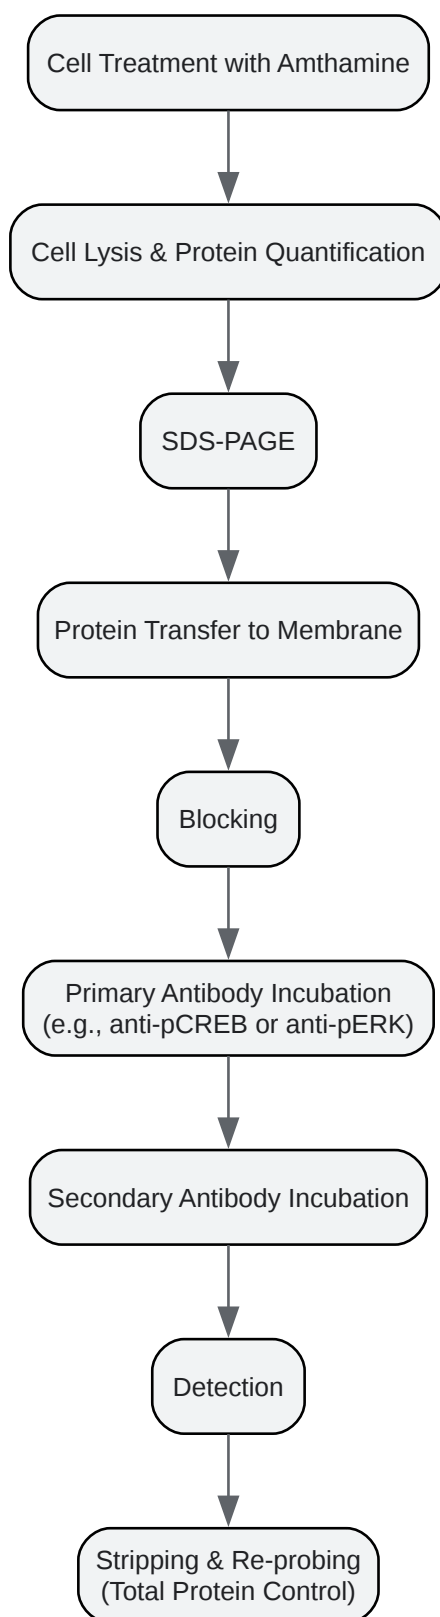 Cell Treatment with Amthamine
Cell Lysis & Protein Quantification
SDS-PAGE
Protein Transfer to Membrane
Blocking
Primary Antibody Incubation
(e.g., anti-pCREB or anti-pERK)
Secondary Antibody Incubation
Detection
Stripping & Re-probing
(Total Protein Control)